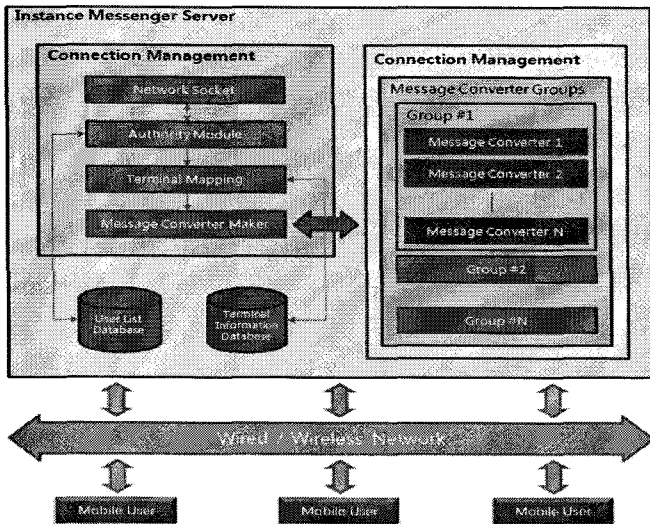 Instance Messenger Server
Connection Management
Network Socket
Authority Module
Terminal Mapping
Message Converter Maker
User List
Database
Terminal
Information
Database
Connection Management
Message Converter Groups
Group #1
Message Converter 1
Message Converter 2
Message Converter N
Group #2
Group #N
Wired / Wireless Network
Mobile User
Mobile User
Mobile User